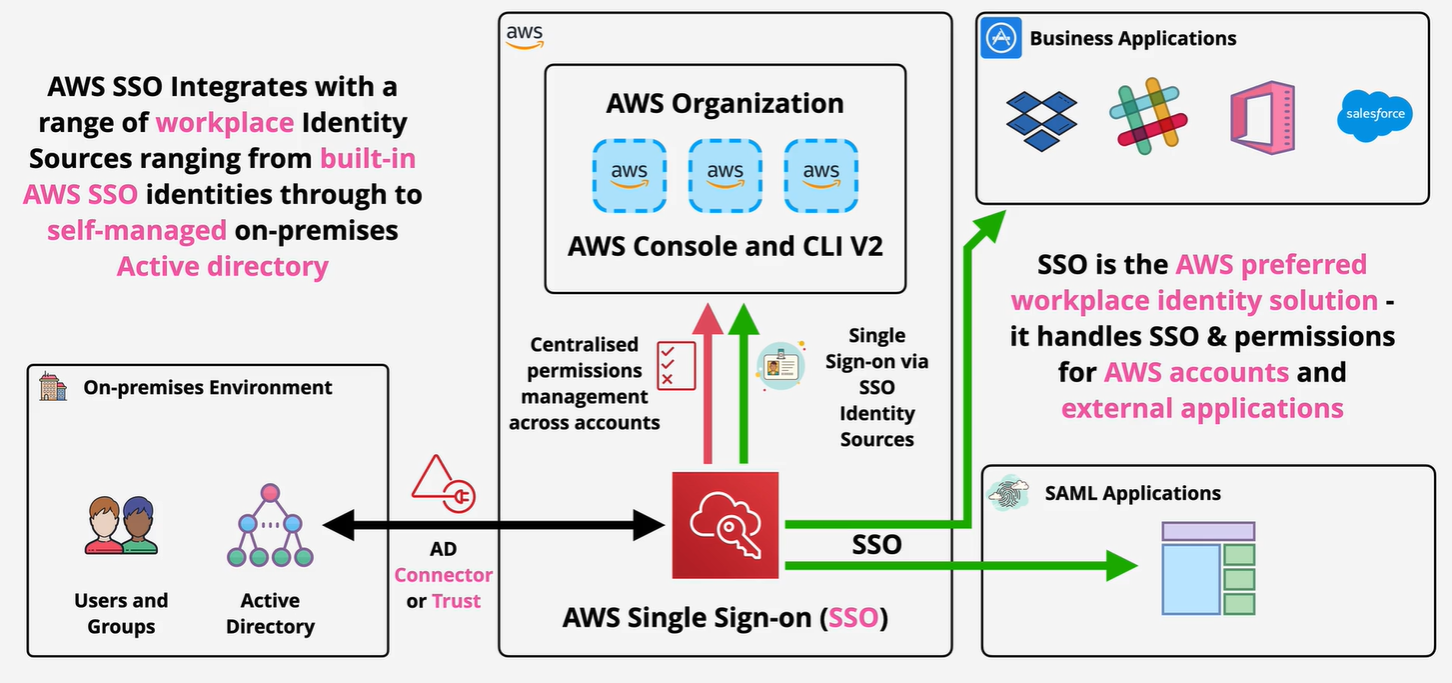 AWS SSO Integrates with a
range of workplace Identity
Sources ranging from built-in
AWS SSO identities through to
self-managed on-premises
Active directory
aws
AWS Organization
aws
aws
aws
AWS Console and CLI V2
Business Applications
salesforce
Centralised
permissions
management
across accounts
Single
Sign-on via
SSO
Identity
Sources
SSO is the AWS preferred
workplace identity solution -
it handles SSO & permissions
for AWS accounts and
external applications
On-premises Environment
Users and
Groups
Active
Directory
AD
Connector
or Trust
SSO
AWS Single Sign-on (SSO)
SAML Applications